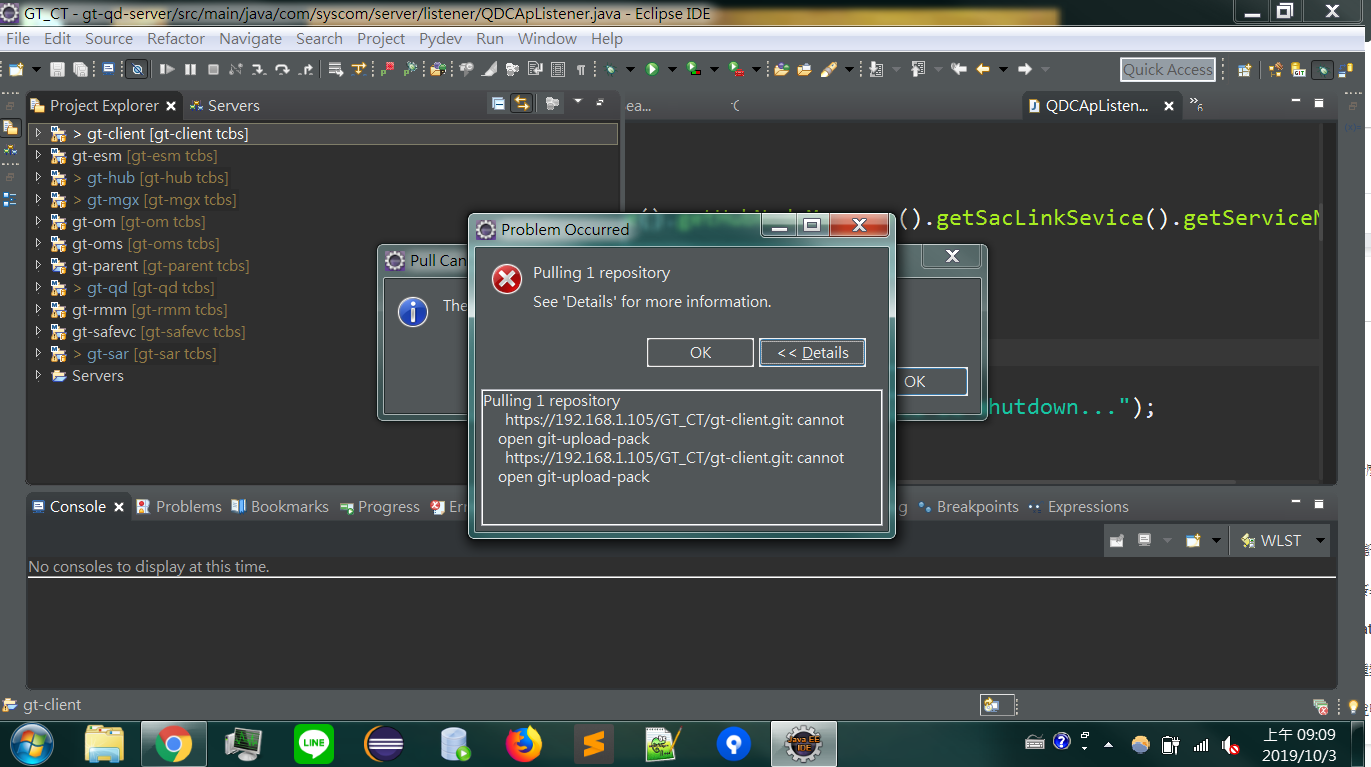 GT_CT - gt-qd-server/src/main/java/com/syscom/server/listener/QDCApListener.java - Eclipse IDE
File Edit Source Refactor Navigate Search Project Pydev Run Window Help
Quick Access
Project Explorer Servers
ea...
QDCApListen...
»6
> gt-client [gt-client tcbs]
gt-esm [gt-esm tcbs]
> gt-hub [gt-hub tcbs]
> gt-mgx [gt-mgx tcbs]
gt-om [gt-om tcbs]
gt-oms [gt-oms tcbs]
gt-parent [gt-parent tcbs]
> gt-qd [gt-qd tcbs]
gt-rmm [gt-rmm tcbs]
gt-safevc [gt-safevc tcbs]
> gt-sar [gt-sar tcbs]
Servers
().getSacLinkSevice().getServiceN
hutdown...");
Pull Can
The
OK
Problem Occurred
Pulling 1 repository
See 'Details' for more information.
OK << Details
Pulling 1 repository
https://192.168.1.105/GT_CT/gt-client.git: cannot
open git-upload-pack
https://192.168.1.105/GT_CT/gt-client.git: cannot
open git-upload-pack
Console Problems Bookmarks Progress Err g Breakpoints Expressions
WLST
No consoles to display at this time.
gt-client
LINE
Java EE
IDE
上午 09:09
2019/10/3